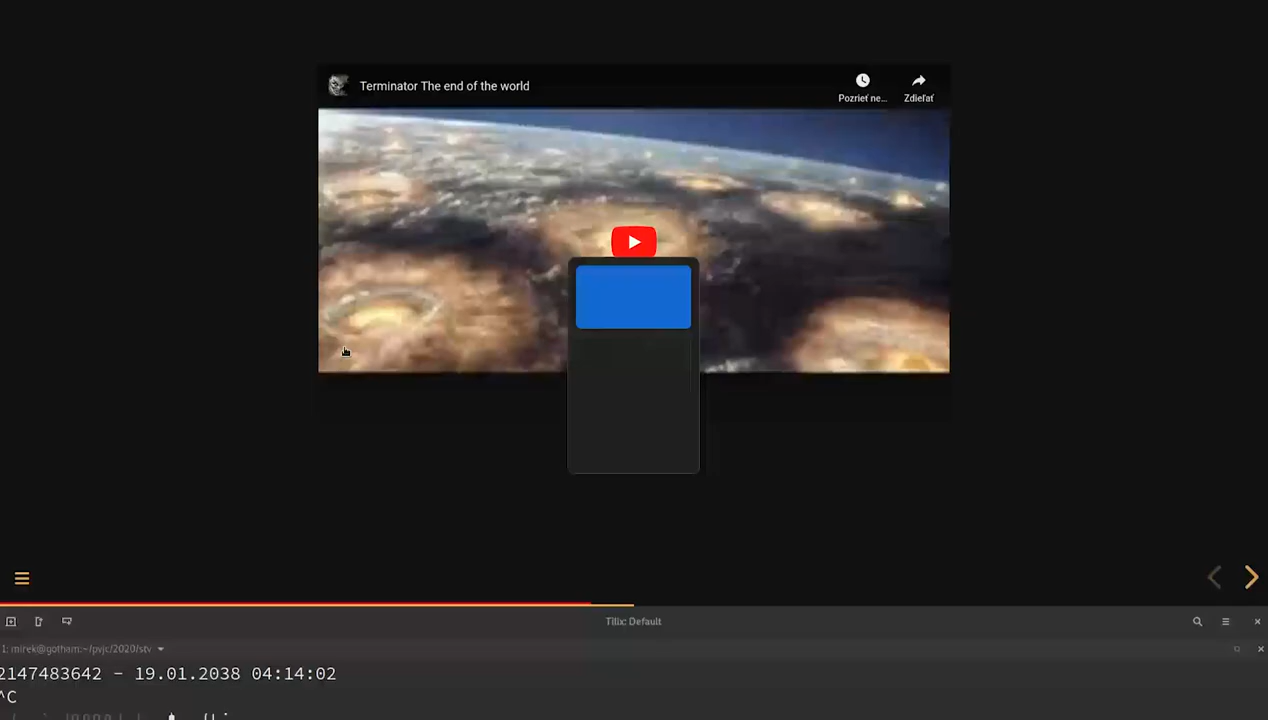 Terminator The end of the world
Pozrieť ne...
Zdieľať
Tilix: Default
1: mirek@gotham:~/pvjc/2020/stv
2147483642 - 19.01.2038 04:14:02
^C